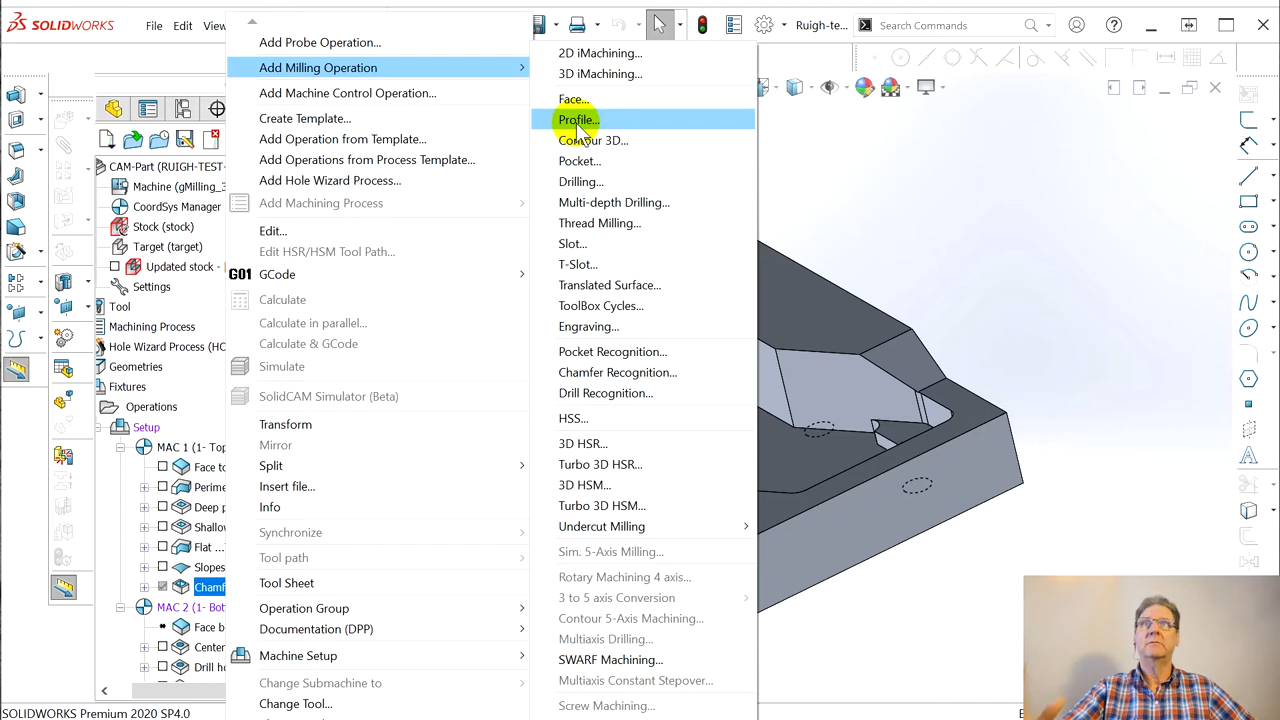 SOLIDWORKS
File
Edit
Vi
Ruigh-te...
Search Commands
CAM-Part (RUIGH-TEST-
Machine (gMilling_3
CoordSys Manager
Stock (stock)
Target (target)
Updated stock -
Settings
Tool
Machining Process
Hole Wizard Process (HO
Geometries
Fixtures
Operations
Setup
MAC 1 (1- Top
Face to
Perime
Deep p
Shallow
Flat ...T
Slopes
Chamf
MAC 2 (1- Bot
Face b
Center
Drill ho
SOLIDWORKS Premium 2020 SP4.0
Add Probe Operation...
Add Milling Operation
Add Machine Control Operation...
Create Template...
Add Operation from Template...
Add Operations from Process Template...
Add Hole Wizard Process...
Add Machining Process
Edit...
Edit HSR/HSM Tool Path...
G01 GCode
Calculate
Calculate in parallel...
Calculate & GCode
Simulate
SolidCAM Simulator (Beta)
Transform
Mirror
Split
Insert file...
Info
Synchronize
Tool path
Tool Sheet
Operation Group
Documentation (DPP)
Machine Setup
Change Submachine to
Change Tool...
2D iMachining...
3D iMachining...
Face...
Profile...
Contour 3D...
Pocket...
Drilling...
Multi-depth Drilling...
Thread Milling...
Slot...
T-Slot...
Translated Surface...
ToolBox Cycles...
Engraving...
Pocket Recognition...
Chamfer Recognition...
Drill Recognition...
HSS...
3D HSR...
Turbo 3D HSR...
3D HSM...
Turbo 3D HSM...
Undercut Milling
Sim. 5-Axis Milling...
Rotary Machining 4 axis...
3 to 5 axis Conversion
Contour 5-Axis Machining...
Multiaxis Drilling...
SWARF Machining...
Multiaxis Constant Stepover...
Screw Machining...